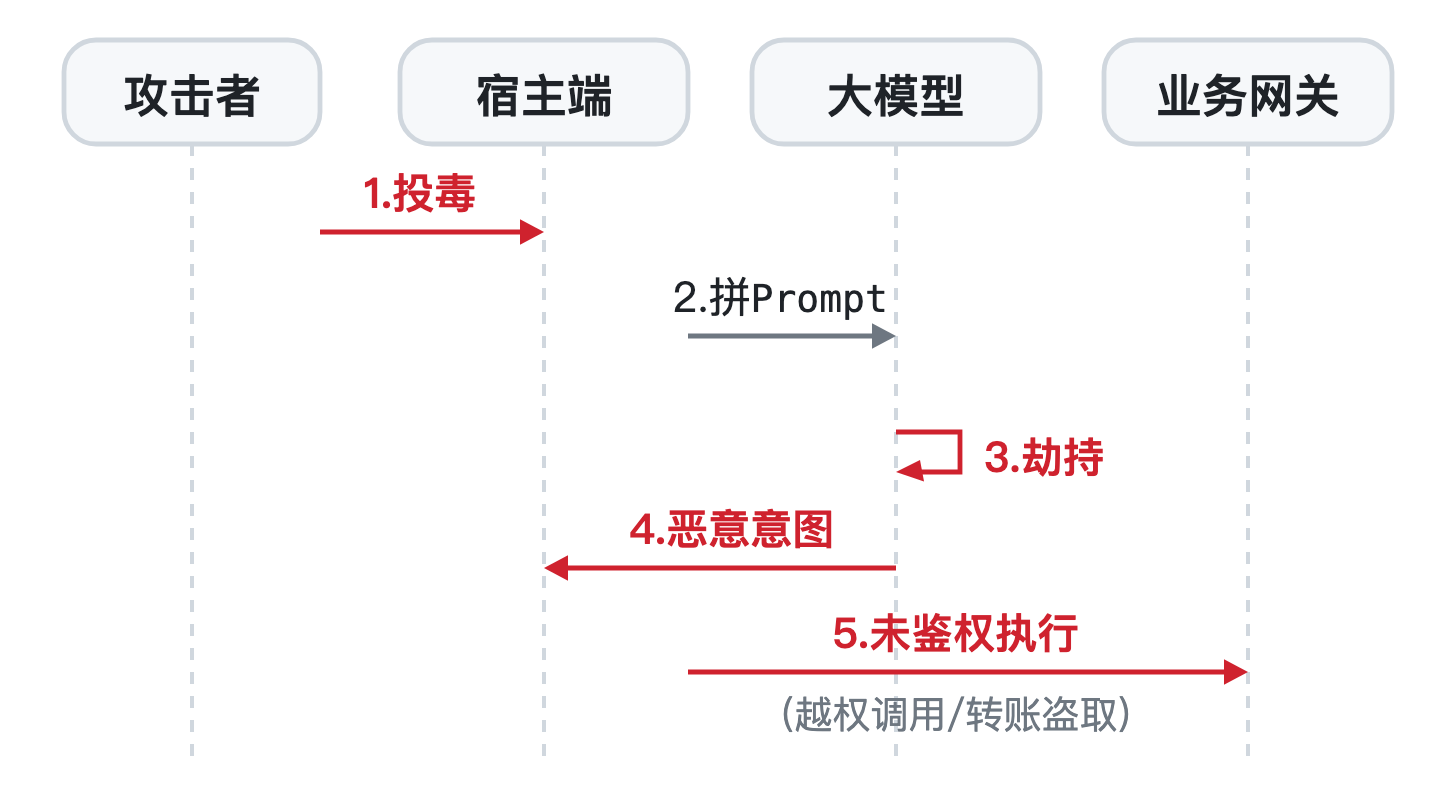 攻击者
宿主端
大模型
业务网关
1.投毒
2.拼Prompt
3.劫持
4.恶意意图
5.未鉴权执行
(越权调用/转账盗取)